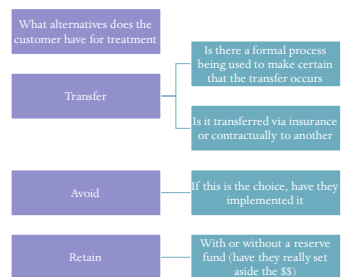 What alternatives does the
customer have for treatment
Is there a formal process
being used to make certain
that the transfer occurs
Transfer
Is it transferred via insurance
or contractually to another
Avoid
If this is the choice, have they
implemented it
Retain
With or without a reserve
fund (have they really set
aside the $$)